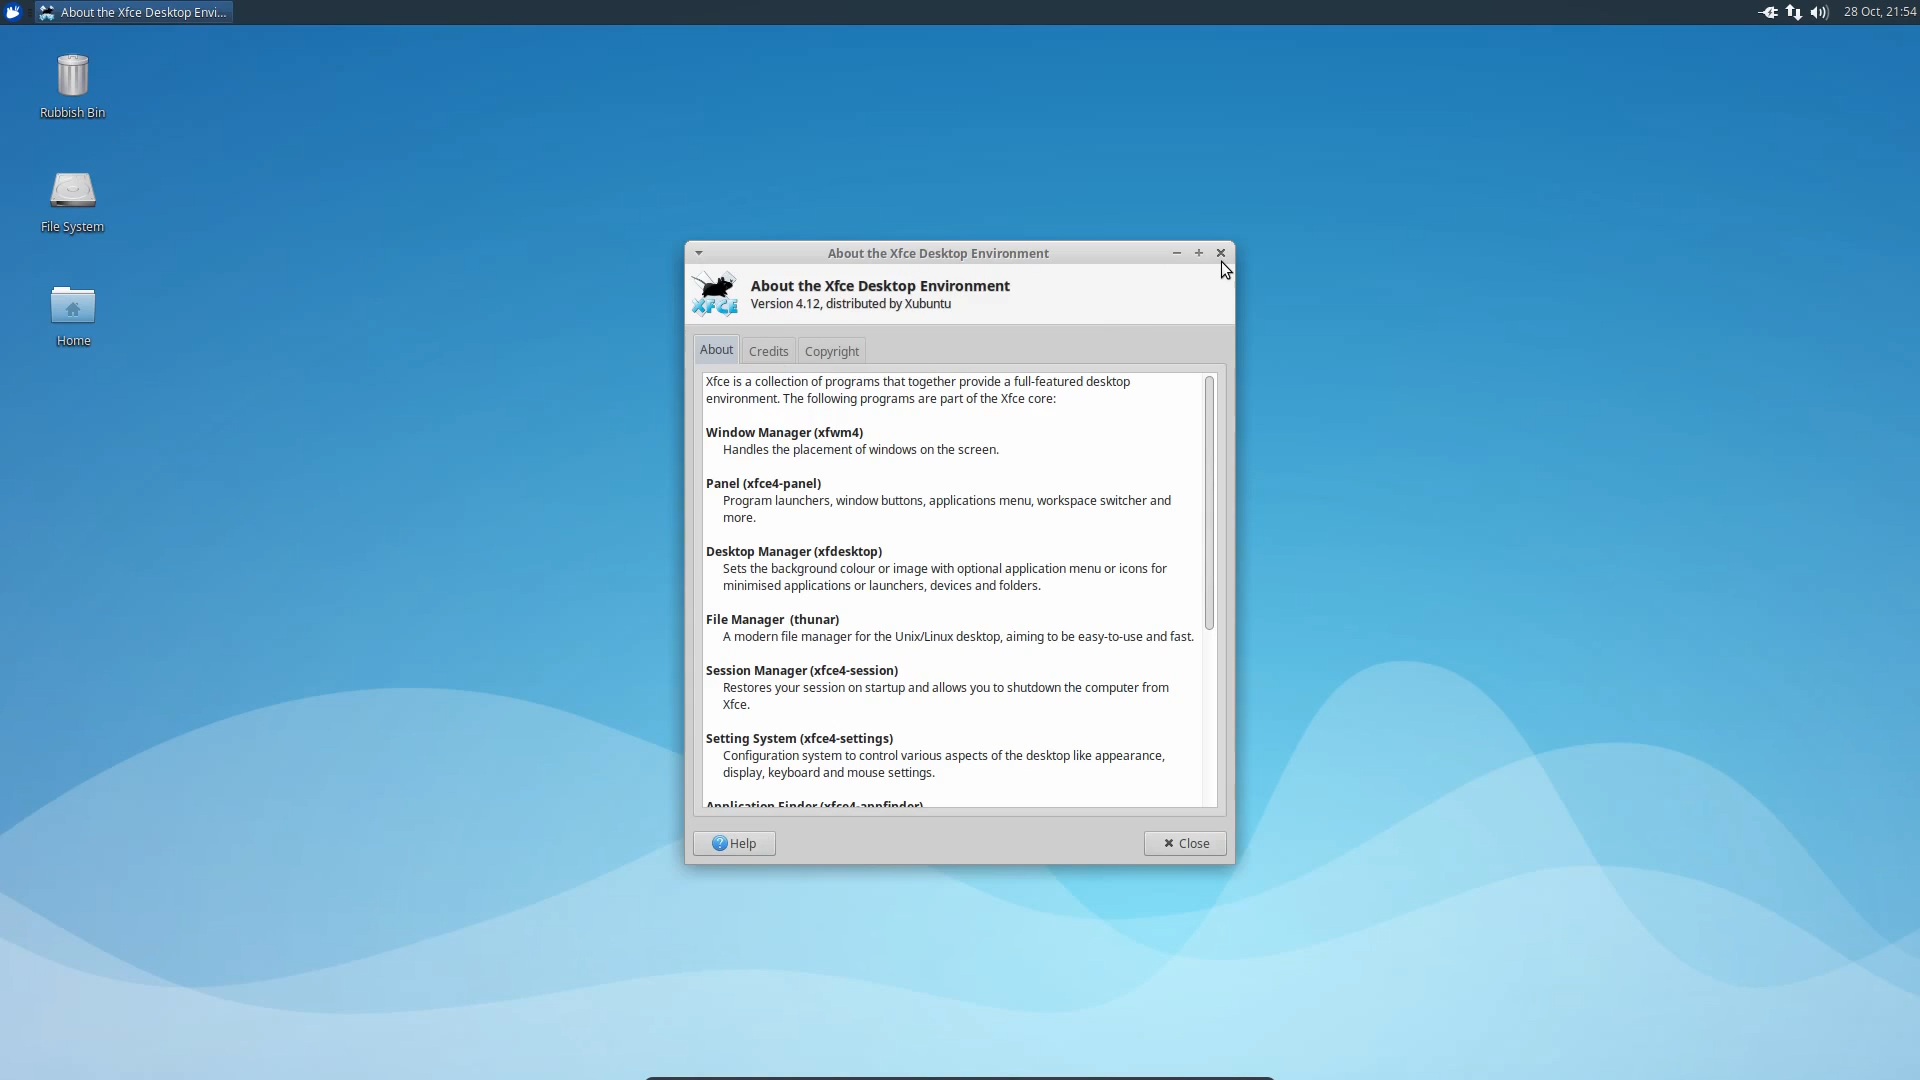 About the Xfce Desktop Envi...
28 Oct, 21:54
Rubbish Bin
File System
Home
About the Xfce Desktop Environment
XFCE
About the Xfce Desktop Environment
Version 4.12, distributed by Xubuntu
About
Credits
Copyright
Xfce is a collection of programs that together provide a full-featured desktop
environment. The following programs are part of the Xfce core:
Window Manager (xfwm4)
Handles the placement of windows on the screen.
Panel (xfce4-panel)
Program launchers, window buttons, applications menu, workspace switcher and
more.
Desktop Manager (xfdesktop)
Sets the background colour or image with optional application menu or icons for
minimised applications or launchers, devices and folders.
File Manager (thunar)
A modern file manager for the Unix/Linux desktop, aiming to be easy-to-use and fast.
Session Manager (xfce4-session)
Restores your session on startup and allows you to shutdown the computer from
Xfce.
Setting System (xfce4-settings)
Configuration system to control various aspects of the desktop like appearance,
display, keyboard and mouse settings.
Application Finder (xfce4-appfinder)
Help
Close